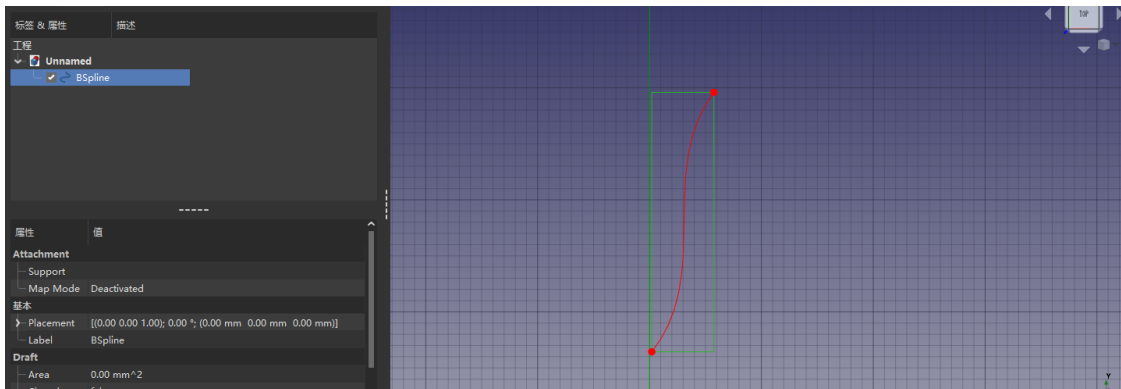 标签 & 属性 描述
工程
Unnamed
BSpline
属性 值
Attachment
Support
Map Mode Deactivated
基本
Placement [(0.00 0.00 1.00); 0.00 °; (0.00 mm 0.00 mm 0.00 mm)]
Label BSpline
Draft
Area 0.00 mm^2
TOP
Y